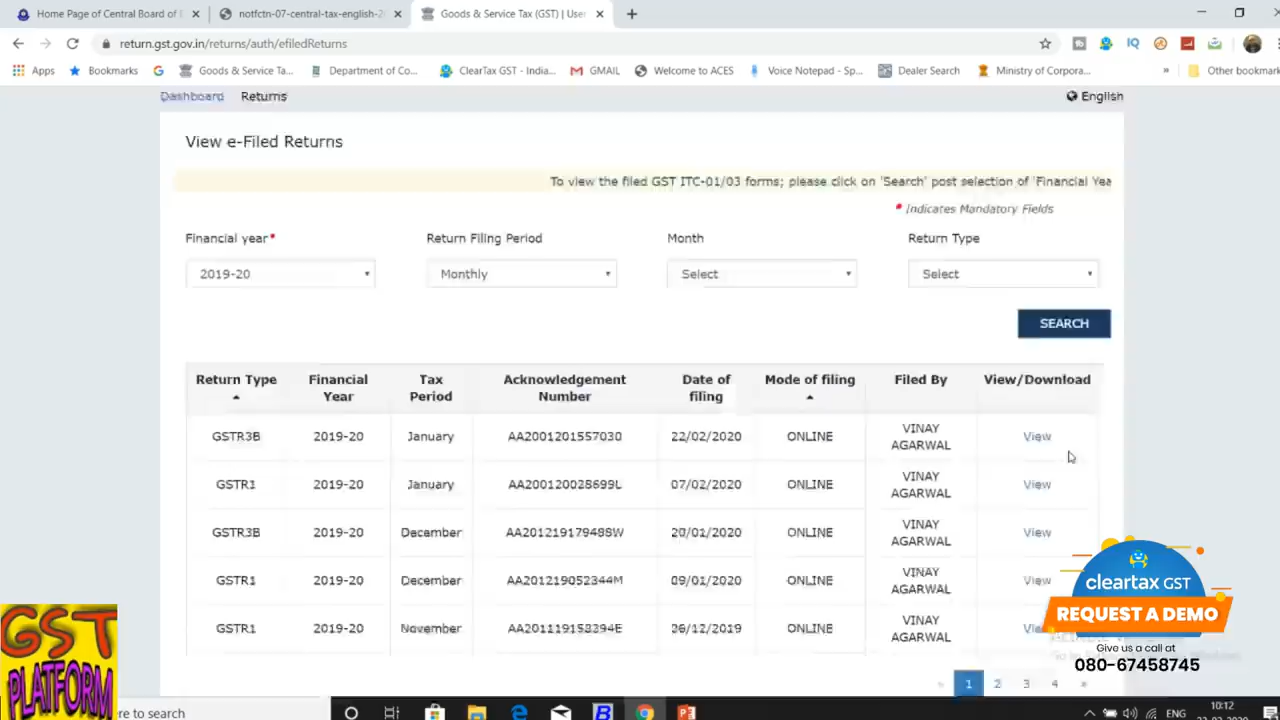 Home Page of Central Board of
notfctn-07-central-tax-english-2
Goods & Service Tax (GST) | User
return.gst.gov.in/returns/auth/efiledReturns
Apps Bookmarks Goods & Service Ta... Department of Co... ClearTax GST - India... GMAIL Welcome to ACES Voice Notepad - Sp... Dealer Search Ministry of Corpora... » Other bookmark
Dashboard Returns English
View e-Filed Returns
To view the filed GST ITC-01/03 forms; please click on 'Search' post selection of 'Financial Yea
* Indicates Mandatory Fields
Financial year* Return Filing Period Month Return Type
2019-20 Monthly Select Select
SEARCH
Return Type Financial Year Tax Period Acknowledgement Number Date of filing Mode of filing Filed By View/Download
GSTR3B 2019-20 January AA2001201557030 22/02/2020 ONLINE VINAY AGARWAL View
GSTR1 2019-20 January AA200120028699L 07/02/2020 ONLINE VINAY AGARWAL View
GSTR3B 2019-20 December AA201219179488W 20/01/2020 ONLINE VINAY AGARWAL View
GSTR1 2019-20 December AA201219052344M 09/01/2020 ONLINE VINAY AGARWAL View
GSTR1 2019-20 November AA201119153394E 06/12/2019 ONLINE VINAY AGARWAL
« 1 2 3 4 »
cleartax GST
REQUEST A DEMO
Give us a call at
080-67458745
GST
PLATFORM
ere to search
ENG
10:12